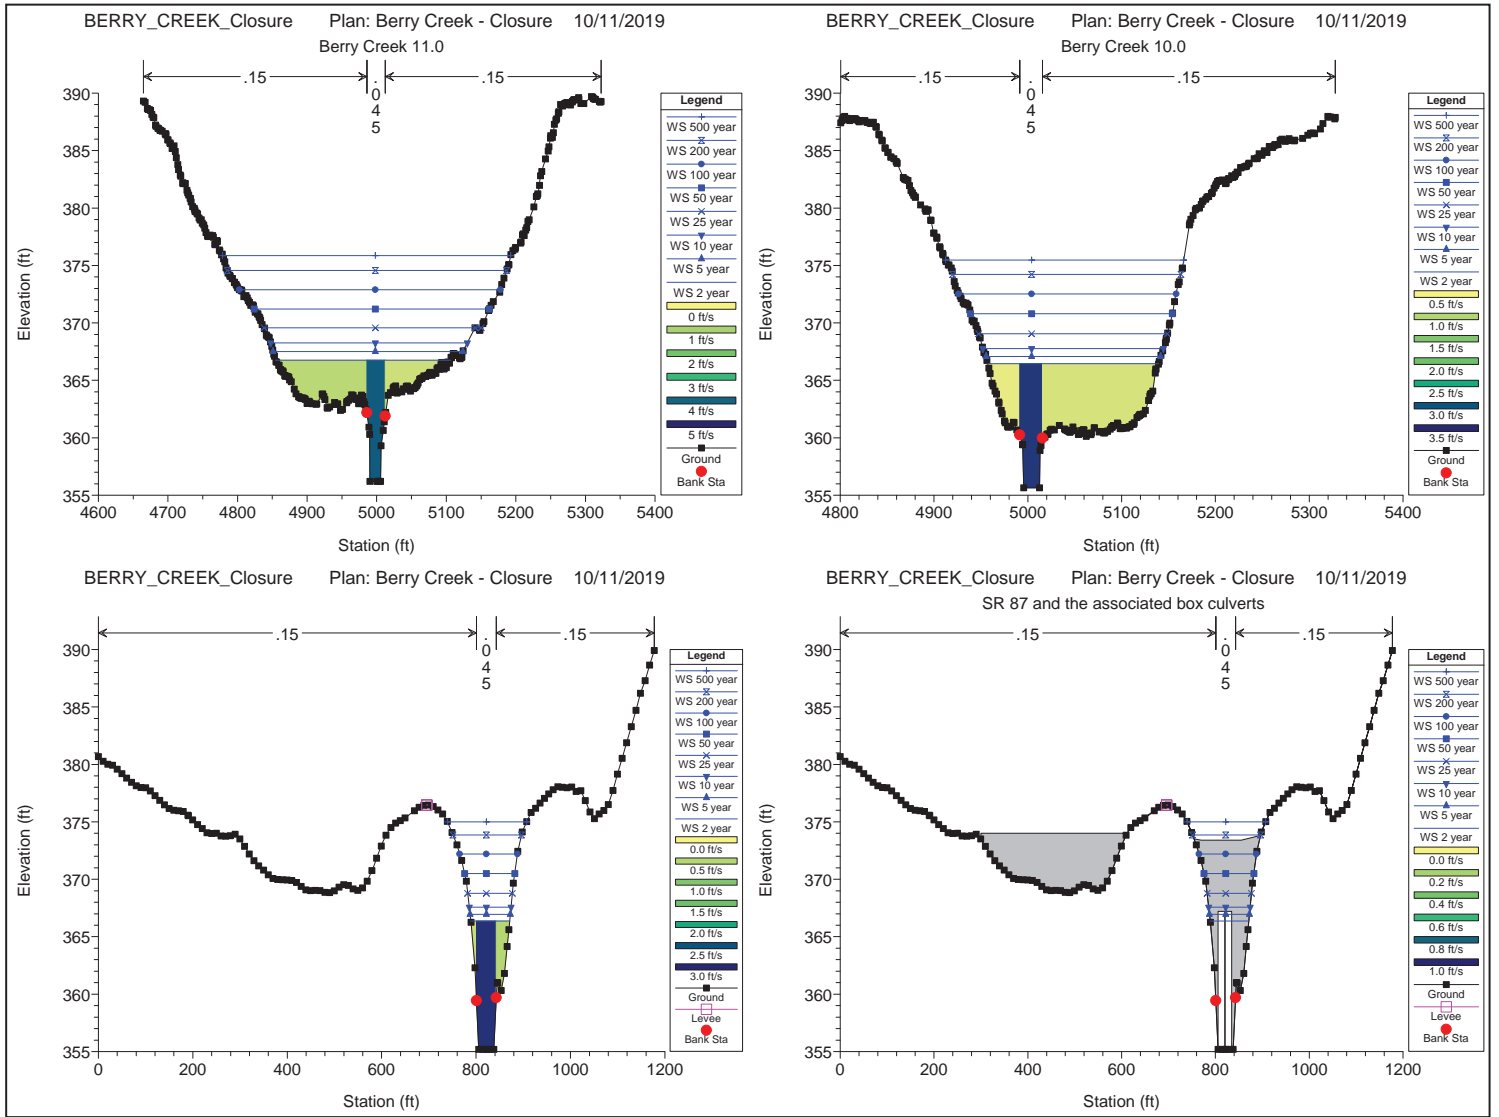 BERRY_CREEK_Closure Plan: Berry Creek - Closure 10/11/2019
Berry Creek 11.0
.15
.045
.15
390
385
380
375
370
365
360
355
4600 4700 4800 4900 5000 5100 5200 5300 5400
Elevation (ft)
Station (ft)
Legend
WS 500 year
WS 200 year
WS 100 year
WS 50 year
WS 25 year
WS 10 year
WS 5 year
WS 2 year
0 ft/s
1 ft/s
2 ft/s
3 ft/s
4 ft/s
5 ft/s
Ground
Bank Sta
BERRY_CREEK_Closure Plan: Berry Creek - Closure 10/11/2019
Berry Creek 10.0
.15
.045
.15
390
385
380
375
370
365
360
355
4800 4900 5000 5100 5200 5300 5400
Elevation (ft)
Station (ft)
Legend
WS 500 year
WS 200 year
WS 100 year
WS 50 year
WS 25 year
WS 10 year
WS 5 year
WS 2 year
0.5 ft/s
1.0 ft/s
1.5 ft/s
2.0 ft/s
2.5 ft/s
3.0 ft/s
3.5 ft/s
Ground
Bank Sta
BERRY_CREEK_Closure Plan: Berry Creek - Closure 10/11/2019
.15
.045
.15
390
385
380
375
370
365
360
355
0 200 400 600 800 1000 1200
Elevation (ft)
Station (ft)
Legend
WS 500 year
WS 200 year
WS 100 year
WS 50 year
WS 25 year
WS 10 year
WS 5 year
WS 2 year
0.0 ft/s
0.5 ft/s
1.0 ft/s
1.5 ft/s
2.0 ft/s
2.5 ft/s
3.0 ft/s
Ground
Levee
Bank Sta
BERRY_CREEK_Closure Plan: Berry Creek - Closure 10/11/2019
SR 87 and the associated box culverts
.15
.045
.15
390
385
380
375
370
365
360
355
0 200 400 600 800 1000 1200
Elevation (ft)
Station (ft)
Legend
WS 500 year
WS 200 year
WS 100 year
WS 50 year
WS 25 year
WS 10 year
WS 5 year
WS 2 year
0.0 ft/s
0.2 ft/s
0.4 ft/s
0.6 ft/s
0.8 ft/s
1.0 ft/s
Ground
Levee
Bank Sta